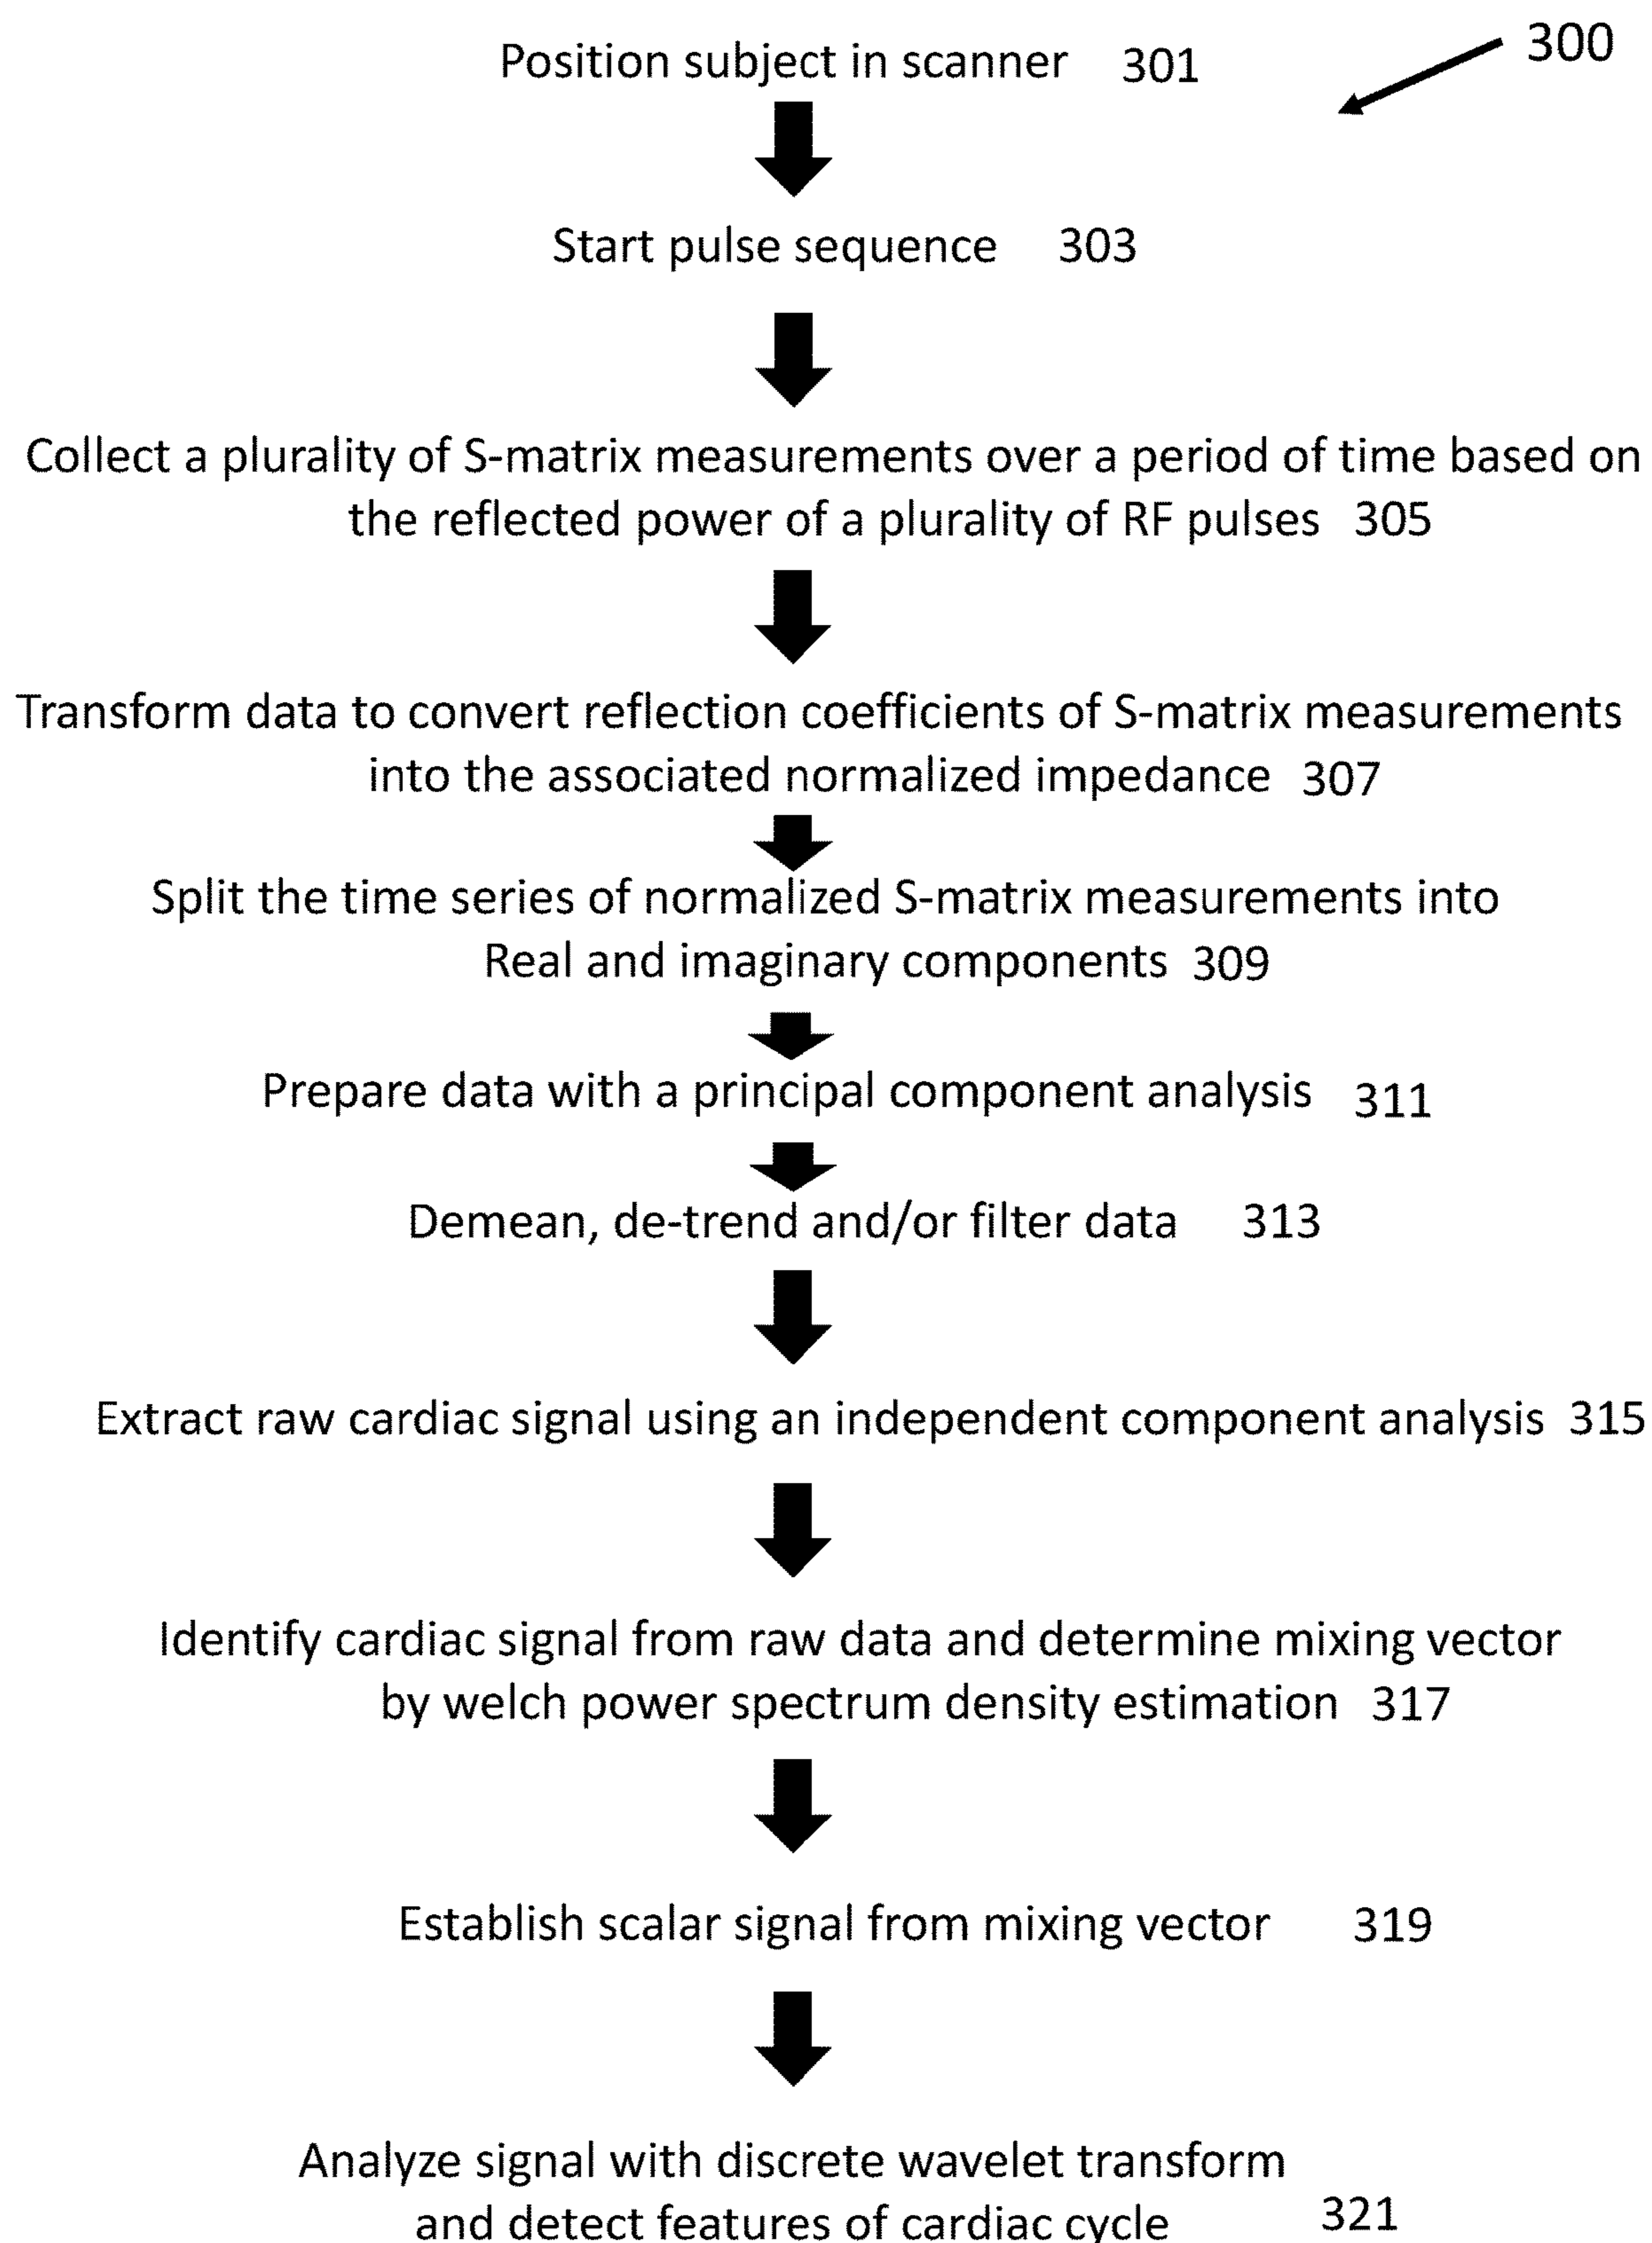 300
Position subject in scanner 301
Start pulse sequence 303
Collect a plurality of S-matrix measurements over a period of time based on
the reflected power of a plurality of RF pulses 305
Transform data to convert reflection coefficients of S-matrix measurements
into the associated normalized impedance 307
Split the time series of normalized S-matrix measurements into
Real and imaginary components 309
Prepare data with a principal component analysis 311
Demean, de-trend and/or filter data 313
Extract raw cardiac signal using an independent component analysis 315
Identify cardiac signal from raw data and determine mixing vector
by welch power spectrum density estimation 317
Establish scalar signal from mixing vector 319
Analyze signal with discrete wavelet transform
and detect features of cardiac cycle 321